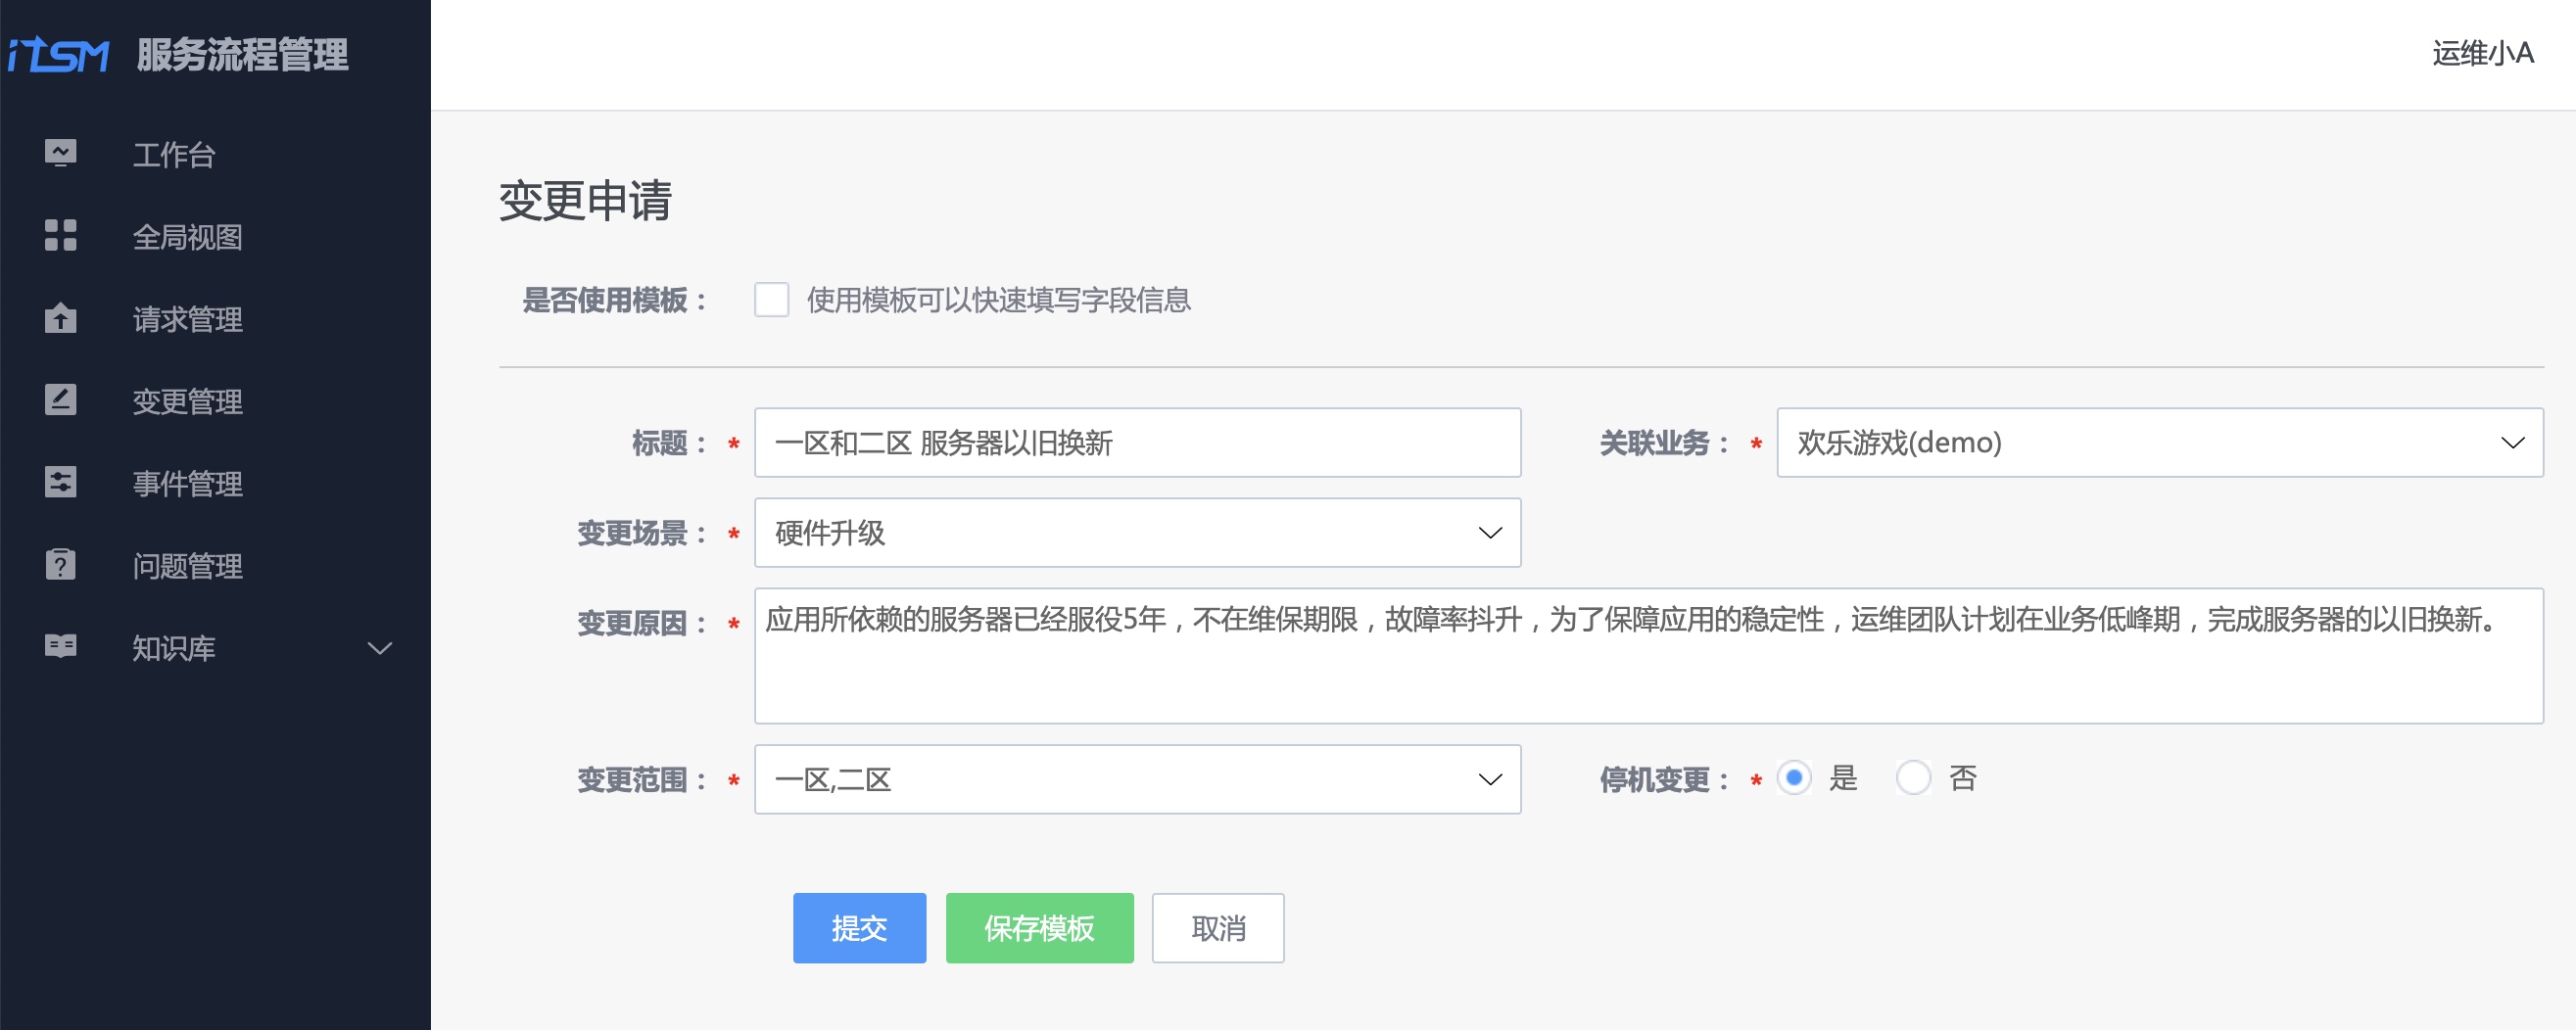 iTSM 服务流程管理
运维小A
工作台
全局视图
请求管理
变更管理
事件管理
问题管理
知识库
变更申请
是否使用模板： 使用模板可以快速填写字段信息
标题： * 一区和二区 服务器以旧换新 关联业务： * 欢乐游戏(demo)
变更场景： * 硬件升级
变更原因： * 应用所依赖的服务器已经服役5年，不在维保期限，故障率抖升，为了保障应用的稳定性，运维团队计划在业务低峰期，完成服务器的以旧换新。
变更范围： * 一区,二区 停机变更： * 是 否
提交 保存模板 取消